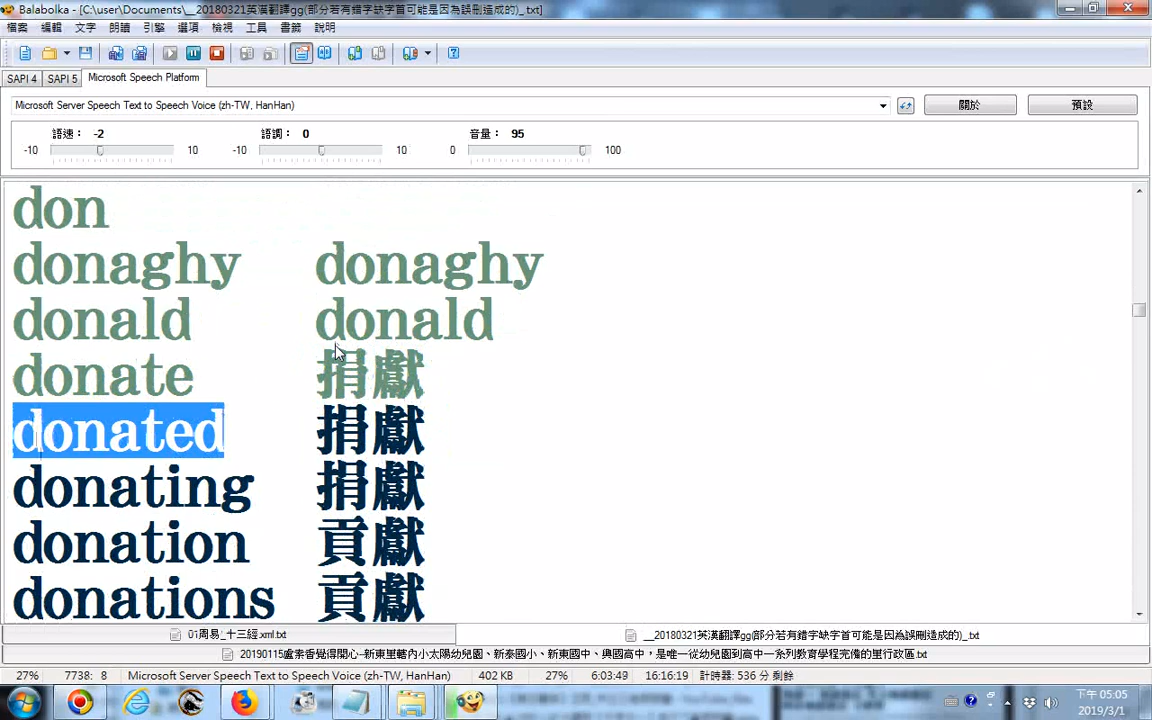 Balabolka - [C:\user\Documents\__20180321英漢翻譯gg(部分若有錯字缺字首可能是因為誤刪造成的)_.txt]
檔案 編輯 文字 朗讀 引擎 選項 檢視 工具 書籤 說明
SAPI 4 SAPI 5 Microsoft Speech Platform
Microsoft Server Speech Text to Speech Voice (zh-TW, HanHan) 關於 預設
語速： -2 語調： 0 音量： 95
-10 10 -10 10 0 100
don
donaghy donaghy
donald donald
donate 捐獻
donated 捐獻
donating 捐獻
donation 貢獻
donations 貢獻
01周易_十三經.xml.txt __20180321英漢翻譯gg(部分若有錯字缺字首可能是因為誤刪造成的)_.txt
20190115盧素香覺得開心-新東里轄內小太陽幼兒園、新泰國小、新東國中、興國高中，是唯一從幼兒園到高中一系列教育學程完備的里行政區.txt
27% 7738: 8 Microsoft Server Speech Text to Speech Voice (zh-TW, HanHan) 402 KB 27% 6:03:49 16:16:19 計時器: 536 分 剩餘
下午 05:05
2019/3/1